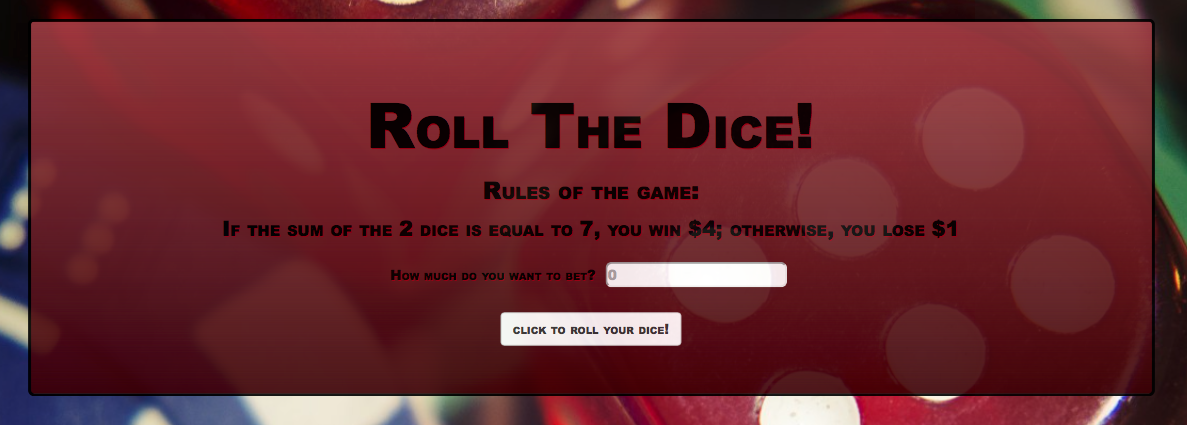 Roll The Dice!
Rules of the game:
If the sum of the 2 dice is equal to 7, you win $4; otherwise, you lose $1
How much do you want to bet? 0
click to roll your dice!